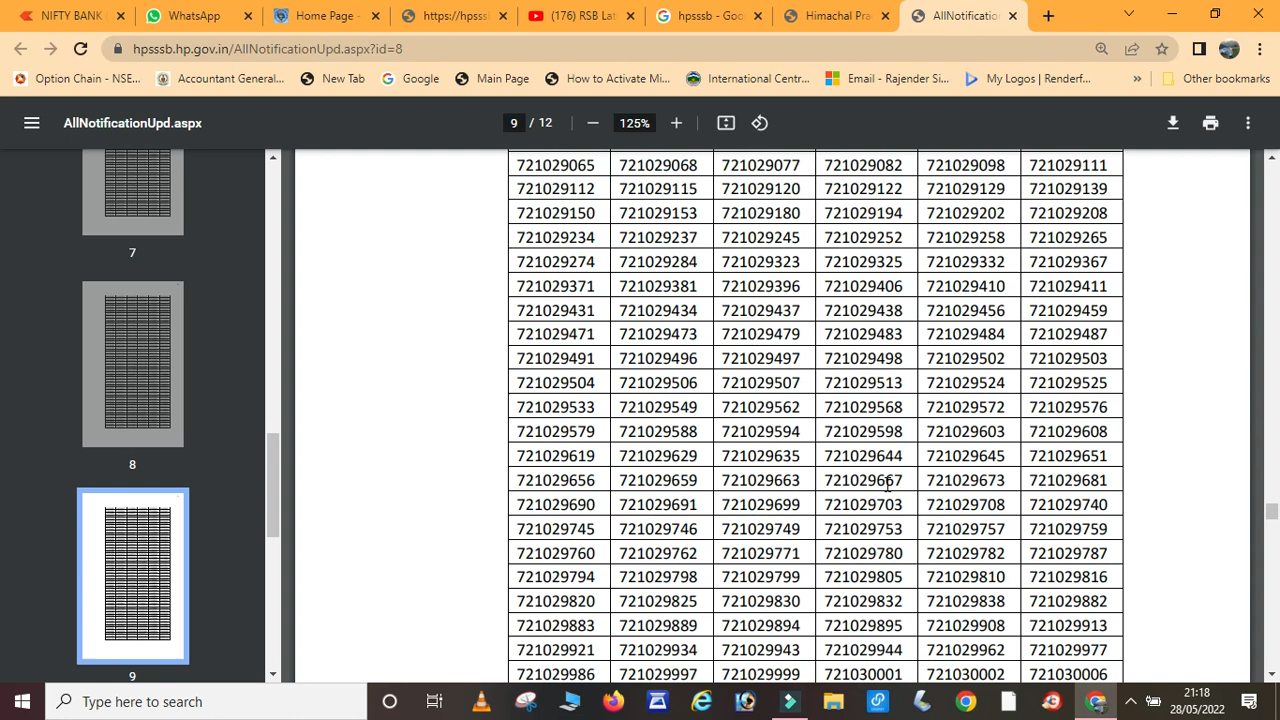 NIFTY BANK
WhatsApp
Home Page -
https://hpsssl
(176) RSB Lat
hpsssb - Goo
Himachal Pra
AllNotificatio
hpsssb.hp.gov.in/AllNotificationUpd.aspx?id=8
Option Chain - NSE...
Accountant General...
New Tab
Google
Main Page
How to Activate Mi...
International Centr...
Email - Rajender Si...
My Logos | Renderf...
»
Other bookmarks
AllNotificationUpd.aspx
9 / 12
125%
7
8
9
721029065 721029068 721029077 721029082 721029098 721029111
721029112 721029115 721029120 721029122 721029129 721029139
721029150 721029153 721029180 721029194 721029202 721029208
721029234 721029237 721029245 721029252 721029258 721029265
721029274 721029284 721029323 721029325 721029332 721029367
721029371 721029381 721029396 721029406 721029410 721029411
721029431 721029434 721029437 721029438 721029456 721029459
721029471 721029473 721029479 721029483 721029484 721029487
721029491 721029496 721029497 721029498 721029502 721029503
721029504 721029506 721029507 721029513 721029524 721029525
721029533 721029549 721029562 721029568 721029572 721029576
721029579 721029588 721029594 721029598 721029603 721029608
721029619 721029629 721029635 721029644 721029645 721029651
721029656 721029659 721029663 721029667 721029673 721029681
721029690 721029691 721029699 721029703 721029708 721029740
721029745 721029746 721029749 721029753 721029757 721029759
721029760 721029762 721029771 721029780 721029782 721029787
721029794 721029798 721029799 721029805 721029810 721029816
721029820 721029825 721029830 721029832 721029838 721029882
721029883 721029889 721029894 721029895 721029908 721029913
721029921 721029934 721029943 721029944 721029962 721029977
721029986 721029997 721029999 721030001 721030002 721030006
Type here to search
21:18
28/05/2022
3